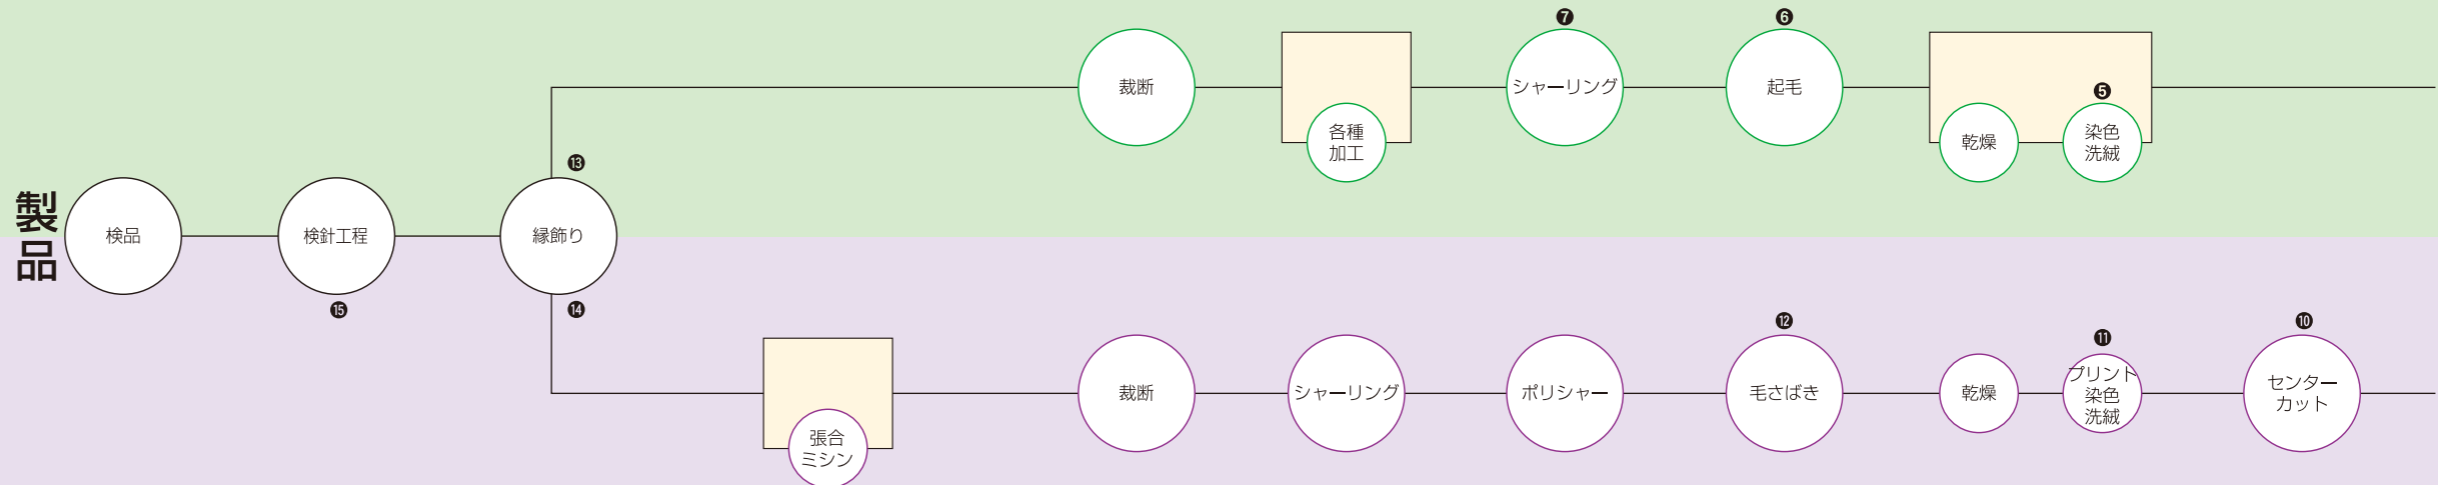 製品
検品
検針工程
⓯
⓭
縁飾り
⓮
裁断
各種
加工
❼
シャーリング
❻
起毛
乾燥
❺
染色
洗絨
張合
ミシン
裁断
シャーリング
ポリシャー
⓬
毛さばき
乾燥
⓫
プリント
染色
洗絨
❿
センター
カット